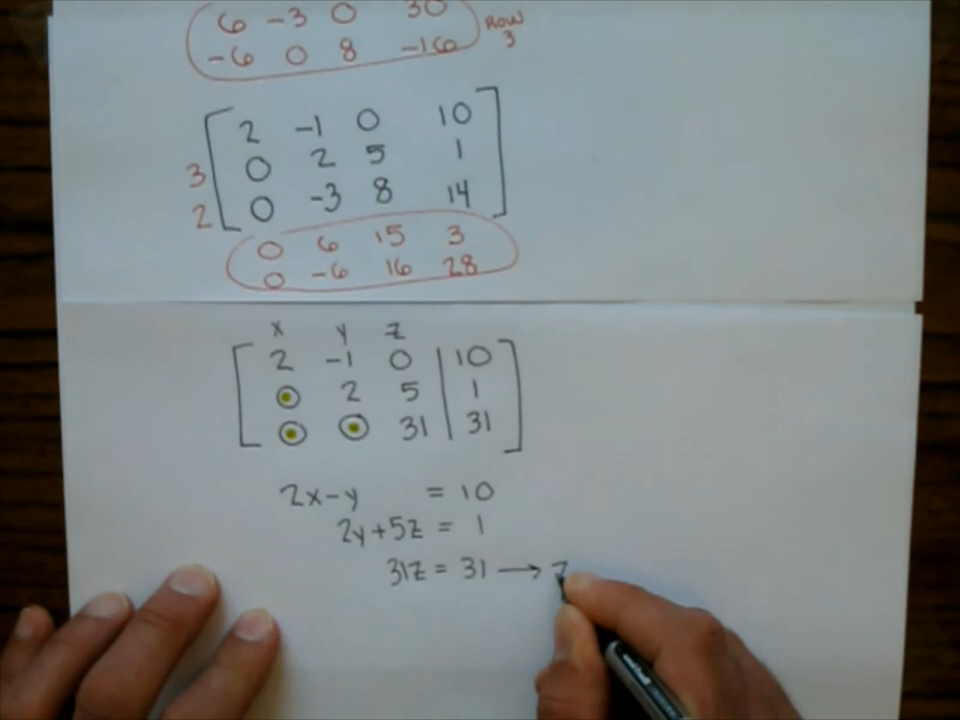 6 -3 0 30
-6 0 8 -16 ROW 3
2 -1 0 10
3 0 2 5 1
2 0 -3 8 14
0 6 15 3
0 -6 16 28
x y z
2 -1 0 | 10
0 2 5 | 1
0 0 31 | 31
2x-y = 10
2y+5z = 1
31z = 31 → z